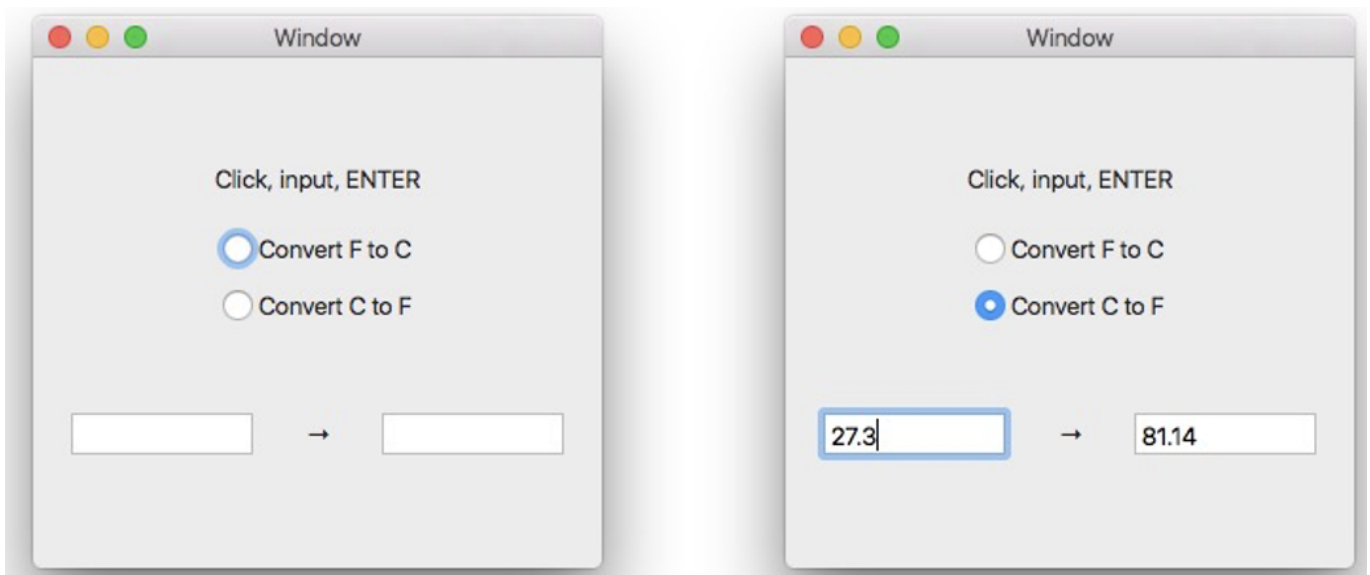 Window
Click, input, ENTER
Convert F to C
Convert C to F
→
Window
Click, input, ENTER
Convert F to C
Convert C to F
27.3 → 81.14